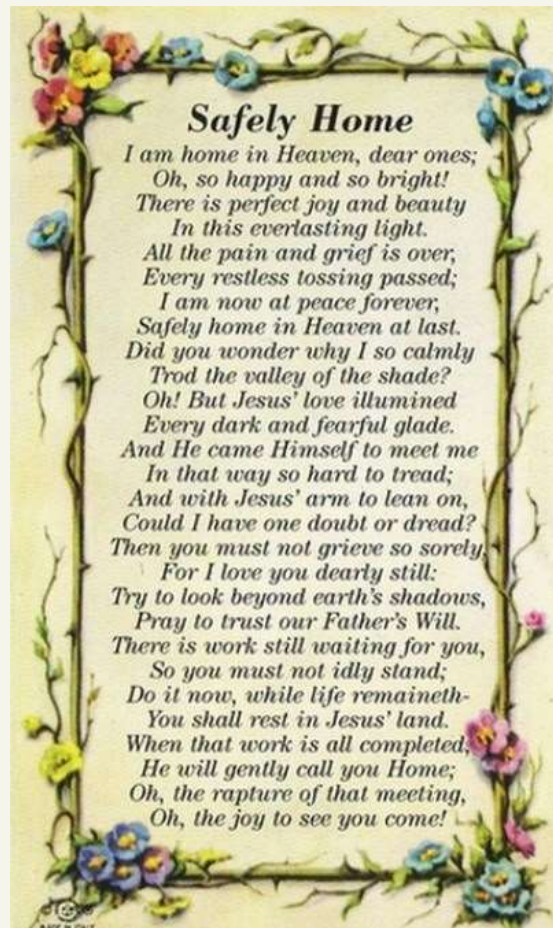 Safely Home
I am home in Heaven, dear ones;
Oh, so happy and so bright!
There is perfect joy and beauty
In this everlasting light.
All the pain and grief is over,
Every restless tossing passed;
I am now at peace forever,
Safely home in Heaven at last.
Did you wonder why I so calmly
Trod the valley of the shade?
Oh! But Jesus' love illumined
Every dark and fearful glade.
And He came Himself to meet me
In that way so hard to tread;
And with Jesus' arm to lean on,
Could I have one doubt or dread?
Then you must not grieve so sorely,
For I love you dearly still:
Try to look beyond earth's shadows,
Pray to trust our Father's Will.
There is work still waiting for you,
So you must not idly stand;
Do it now, while life remaineth-
You shall rest in Jesus' land.
When that work is all completed,
He will gently call you Home;
Oh, the rapture of that meeting,
Oh, the joy to see you come!